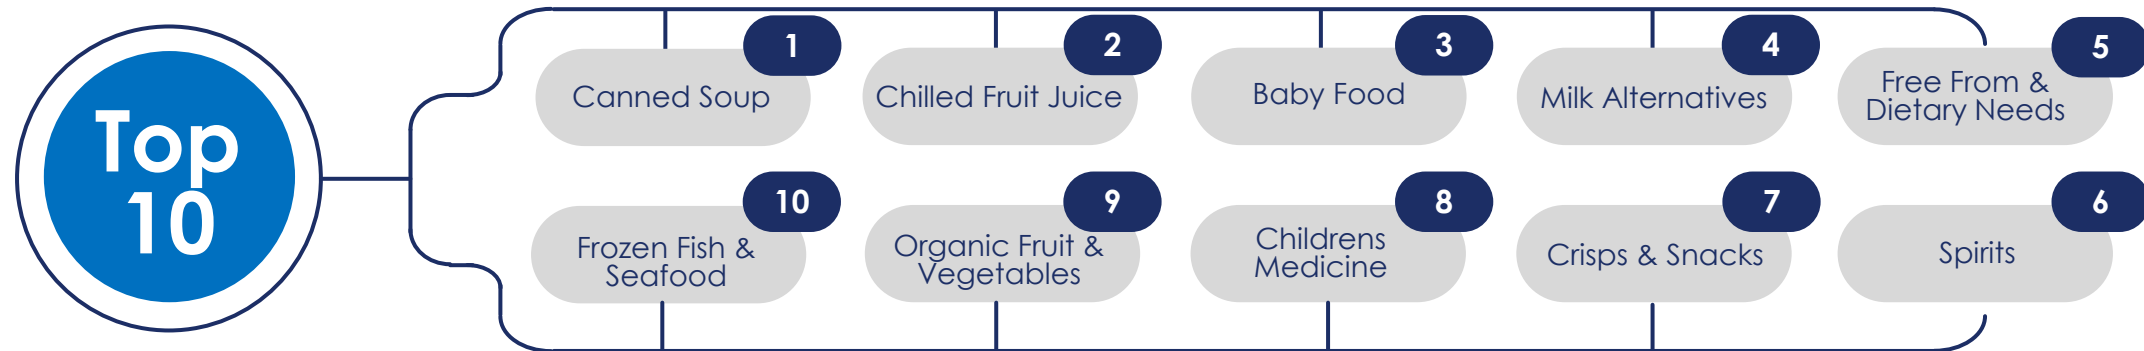 Top
10
1
Canned Soup
2
Chilled Fruit Juice
3
Baby Food
4
Milk Alternatives
5
Free From &
Dietary Needs
10
Frozen Fish &
Seafood
9
Organic Fruit &
Vegetables
8
Childrens
Medicine
7
Crisps & Snacks
6
Spirits